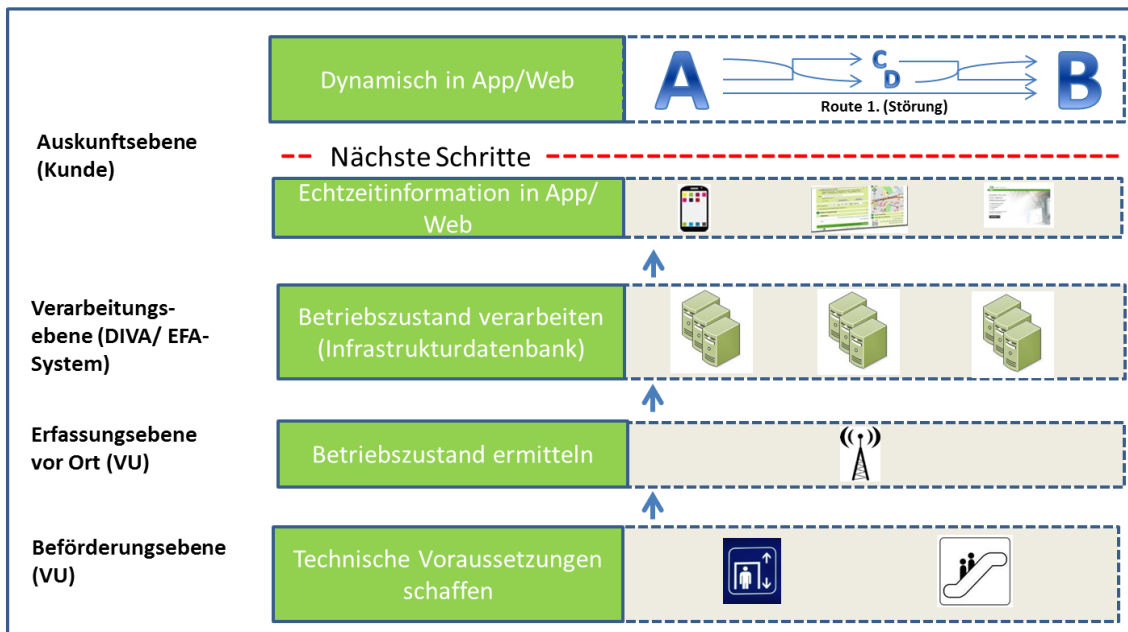 Dynamisch in App/Web
A
C
D
B
Route 1. (Störung)
Auskunftsebene
(Kunde)
Nächste Schritte
Echtzeitinformation in App/
Web
Verarbeitungs-
ebene (DIVA/ EFA-
System)
Betriebszustand verarbeiten
(Infrastrukturdatenbank)
Erfassungsebene
vor Ort (VU)
Betriebszustand ermitteln
Beförderungsebene
(VU)
Technische Voraussetzungen
schaffen